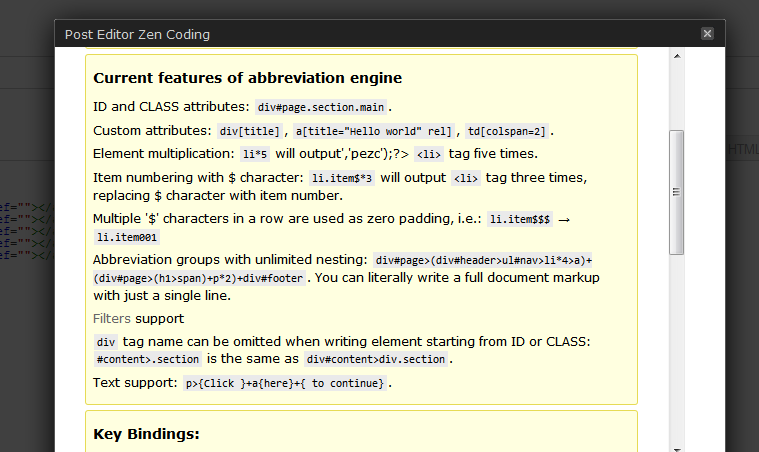 Post Editor Zen Coding
Current features of abbreviation engine
ID and CLASS attributes: div#page.section.main.
Custom attributes: div[title], a[title="Hello world" rel], td[colspan=2].
Element multiplication: li*5 will output','pezc');?> <li> tag five times.
Item numbering with $ character: li.item$*3 will output <li> tag three times,
replacing $ character with item number.
Multiple '$' characters in a row are used as zero padding, i.e.: li.item$$$ →
li.item001
Abbreviation groups with unlimited nesting: div#page>(div#header>ul#nav>li*4>a)+
(div#page>(h1>span)+p*2)+div#footer. You can literally write a full document markup
with just a single line.
Filters support
div tag name can be omitted when writing element starting from ID or CLASS:
#content>.section is the same as div#content>div.section.
Text support: p>{Click }+a{here}+{ to continue}.
Key Bindings:
HTML
ef=""></
ef=""></
ef=""></
ef=""></
ef=""></